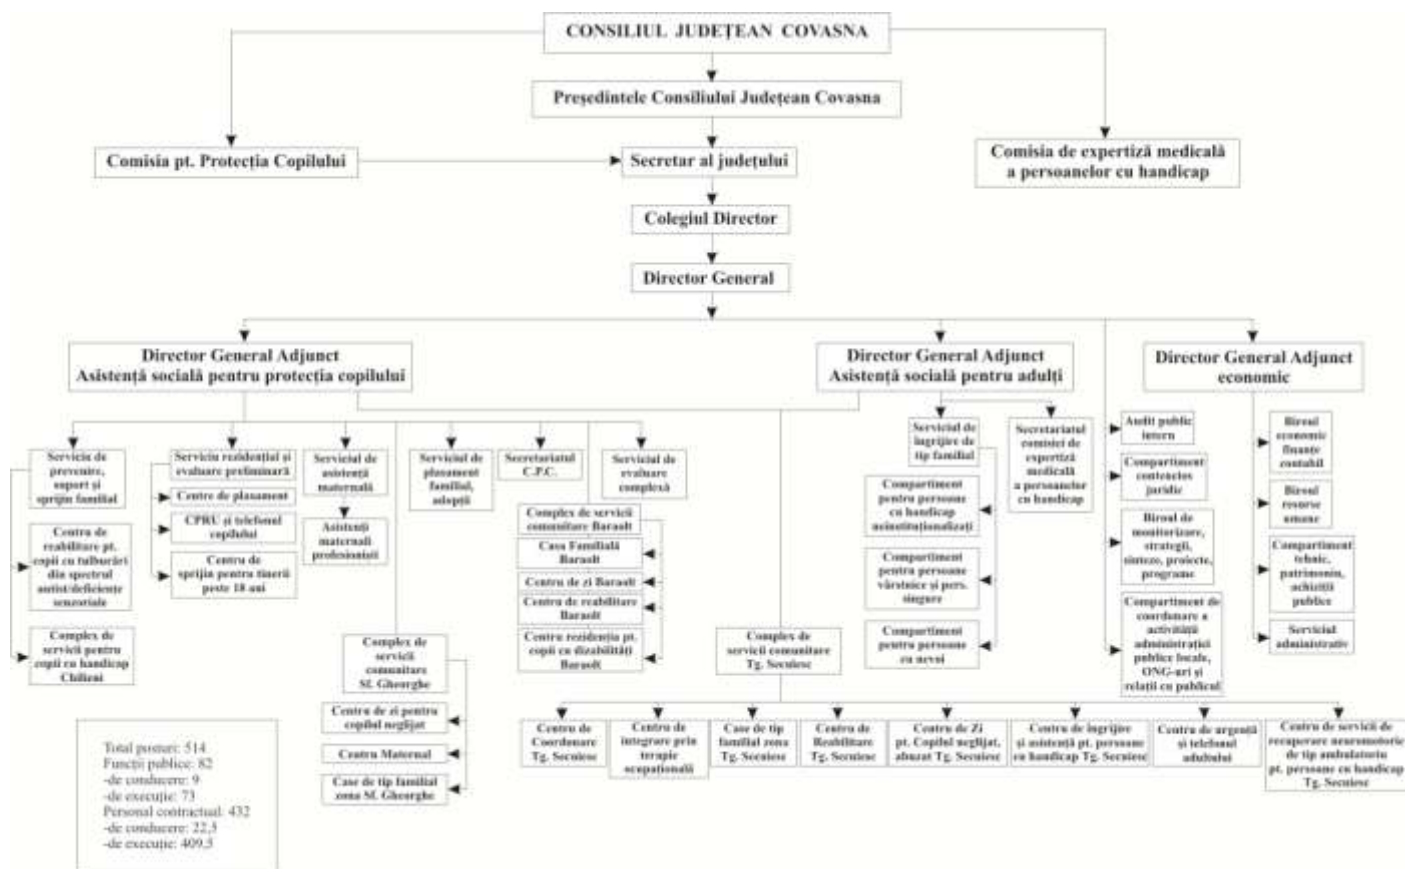 CONSILIUL JUDEȚEAN COVASNA
Președintele Consiliului Județean Covasna
Comisia pt. Protecția Copilului
Secretar al județului
Comisia de expertiză medicală
a persoanelor cu handicap
Colegiul Director
Director General
Director General Adjunct
Asistență socială pentru protecția copilului
Director General Adjunct
Asistență socială pentru adulți
Director General Adjunct
economic
Serviciu de
prevenire,
suport și
sprijin familial
Centru de
reabilitare pt.
copii cu tulburări
din spectrul
autist/deficiențe
senzoriale
Complex de
servicii pentru
copii cu handicap
Chilieni
Serviciu rezidențial și
evaluare preliminară
Centre de plasament
CPRU și telefonul
copilului
Centru de
sprijin pentru tinerii
peste 18 ani
Serviciul de
asistență
maternală
Asistenți
maternali
profesioniști
Complex de
servicii
comunitare
Sf. Gheorghe
Centru de zi pentru
copilul neglijat
Centru Maternal
Case de tip familial
zona Sf. Gheorghe
Serviciul de
plasament
familial,
adopții
Secretariatul
C.P.C.
Complex de servicii
comunitare Baraolt
Casa Familială
Baraolt
Centru de zi Baraolt
Centru de reabilitare
Baraolt
Centru rezidenția pt.
copii cu dizabilități
Baraolt
Serviciul de
evaluare
complexă
Complex de
servicii comunitare
Tg. Secuiesc
Centru de
Coordonare
Tg. Secuiesc
Centru de
integrare prin
terapie
ocupațională
Case de tip
familial zona
Tg. Secuiesc
Centru de
Reabilitare
Tg. Secuiesc
Centru de Zi
pt. Copilul neglijat,
abuzat Tg. Secuiesc
Centru de îngrijire
și asistență pt. persoane
cu handicap Tg. Secuiesc
Centru de urgență
și telefonul
adultului
Centru de servicii de
recuperare neuromotorie
de tip ambulatoriu
pt. persoane cu handicap
Tg. Secuiesc
Serviciul de
îngrijire de
tip familial
Compartiment
pentru persoane
cu handicap
neinstituționalizați
Compartiment
pentru persoane
vârstnice și pers.
singure
Compartiment
pentru persoane
cu nevoi
Secretariatul
comisiei de
expertiză
medicală
a persoanelor
cu handicap
Audit public
intern
Compartiment
contencios
juridic
Biroul de
monitorizare,
strategii,
sinteze, proiecte,
programe
Compartiment de
coordonare a
activității
administrației
publice locale,
ONG-uri și
relații cu publicul
Biroul
economic
finanțe
contabil
Biroul
resurse
umane
Compartiment
tehnic,
patrimoniu,
achiziții
publice
Serviciul
administrativ
Total posturi: 514
Funcții publice: 82
-de conducere: 9
-de execuție: 73
Personal contractual: 432
-de conducere: 22,5
-de execuție: 409,5